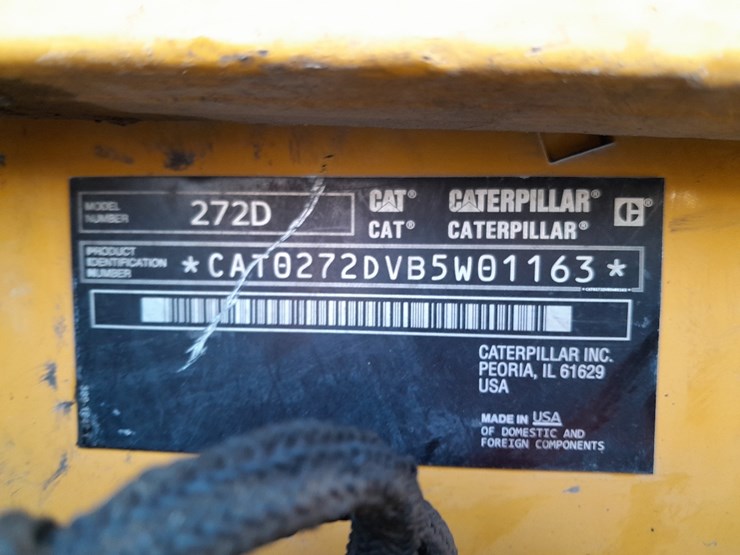 MODEL NUMBER 272D
CAT® CATERPILLAR® C®
CAT® CATERPILLAR®
PRODUCT IDENTIFICATION NUMBER *CAT0272DVB5W01163*
CATERPILLAR INC.
PEORIA, IL 61629
USA
MADE IN USA
OF DOMESTIC AND
FOREIGN COMPONENTS